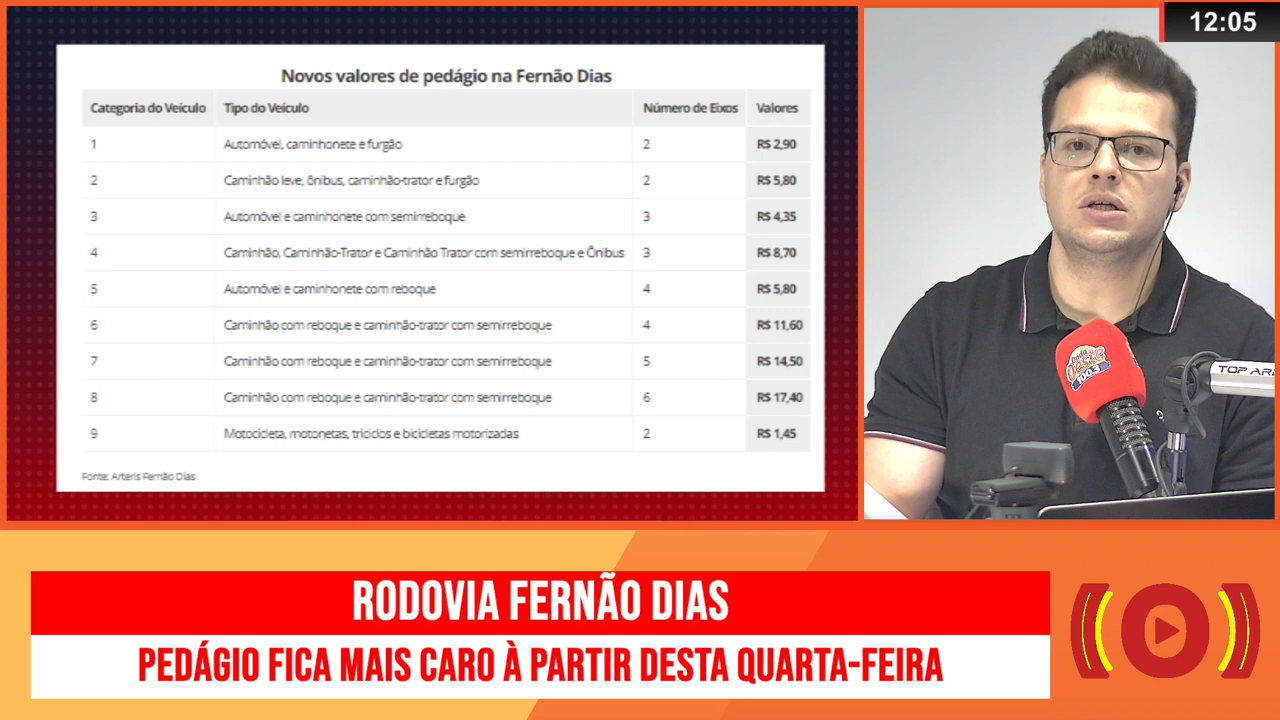 12:05
Novos valores de pedágio na Fernão Dias
Categoria do Veículo Tipo do Veículo Número de Eixos Valores
1 Automóvel, caminhonete e furgão 2 R$ 2,90
2 Caminhão leve, ônibus, caminhão-trator e furgão 2 R$ 5,80
3 Automóvel e caminhonete com semirreboque 3 R$ 4,35
4 Caminhão, Caminhão-Trator e Caminhão Trator com semirreboque e Ônibus 3 R$ 8,70
5 Automóvel e caminhonete com reboque 4 R$ 5,80
6 Caminhão com reboque e caminhão-trator com semirreboque 4 R$ 11,60
7 Caminhão com reboque e caminhão-trator com semirreboque 5 R$ 14,50
8 Caminhão com reboque e caminhão-trator com semirreboque 6 R$ 17,40
9 Motocicleta, motonetas, triciclos e bicicletas motorizadas 2 R$ 1,45
Fonte: Arteris Fernão Dias
Onda
Oeste
100.3
TOP AR
RODOVIA FERNÃO DIAS
PEDÁGIO FICA MAIS CARO À PARTIR DESTA QUARTA-FEIRA